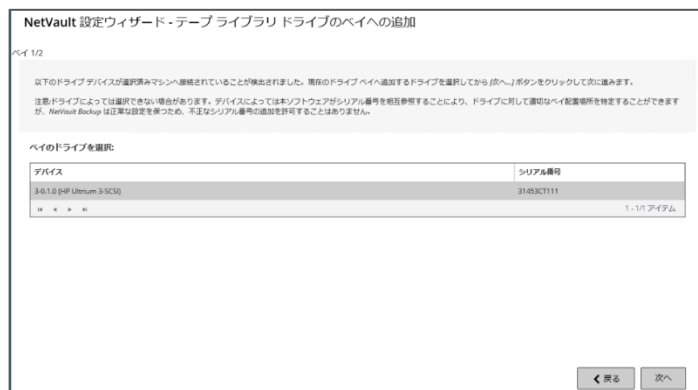 NetVault 設定ウィザード - テープ ライブラリ ドライブのベイへの追加
ベイ 1/2
以下のドライブ デバイスが選択済みマシンへ接続されていることが検出されました。現在のドライブ ベイへ追加するドライブを選択してから [次へ...] ボタンをクリックして次に進みます。
注意:ドライブによっては選択できない場合があります。デバイスによっては本ソフトウェアがシリアル番号を相互参照することにより、ドライブに対して適切なベイ配置場所を特定することができます
が、NetVault Backup は正常な設定を保つため、不正なシリアル番号の追加を許可することはありません。
ベイのドライブを選択:
デバイス シリアル番号
3-0.1.0 (HP Ultrium 3-SCSI) 31453CT111
1 - 1/1 アイテム
戻る 次へ